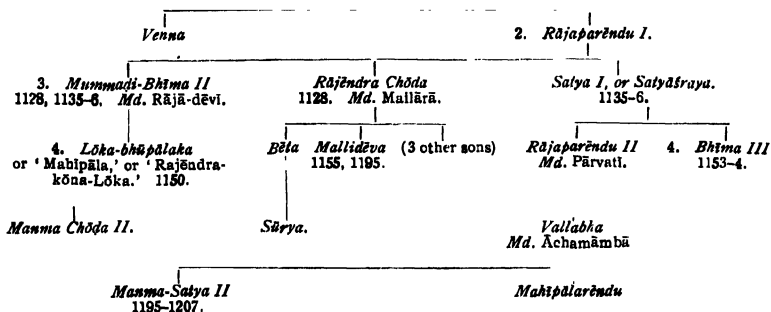 Venna 2. Rājaparēndu I.
3. Mummaḍi-Bhīma II Rājēndra Chōḍa Satya I, or Satyāśraya.
1128, 1135-6. Md. Rājā-dēvī. 1128. Md. Mallārā. 1135-6.
4. Lōka-bhūpālaka Bēta Mallidēva (3 other sons) Rājaparēndu II 4. Bhīma III
or 'Mahīpāla,' or 'Rajēndra- 1155, 1195. Md. Pārvatī. 1153-4.
kōna-Lōka.' 1150.
Manma Chōḍa II. Sūrya. Vallabha
Md. Āchamāmbā
Manma-Satya II Mahīpālarēndu
1195-1207.